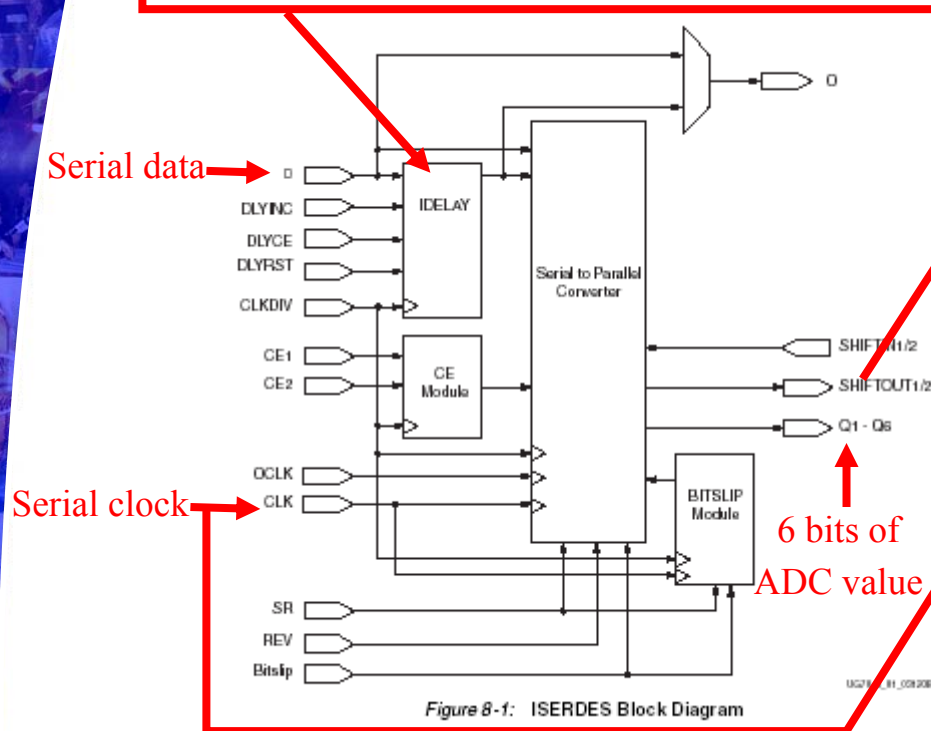 O
Serial data
D
IDELAY
DLYINC
DLYCE
DLYRST
CLKDIV
Serial to Parallel
Converter
CE1
CE2
CE
Module
SHIFTIN1/2
SHIFTOUT1/2
Q1 - Q6
OCLK
Serial clock
CLK
BITSLIP
Module
6 bits of
ADC value
SR
REV
Bitslip
Figure 8-1: ISERDES Block Diagram